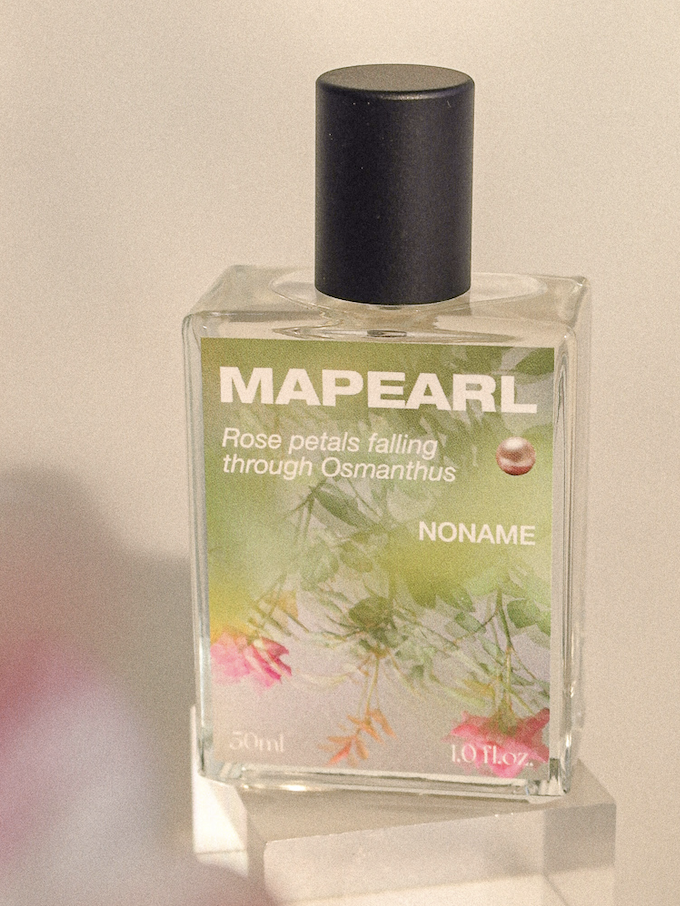 MAPEARL
Rose petals falling
through Osmanthus
NONAME
30ml
1.0 fl.oz.